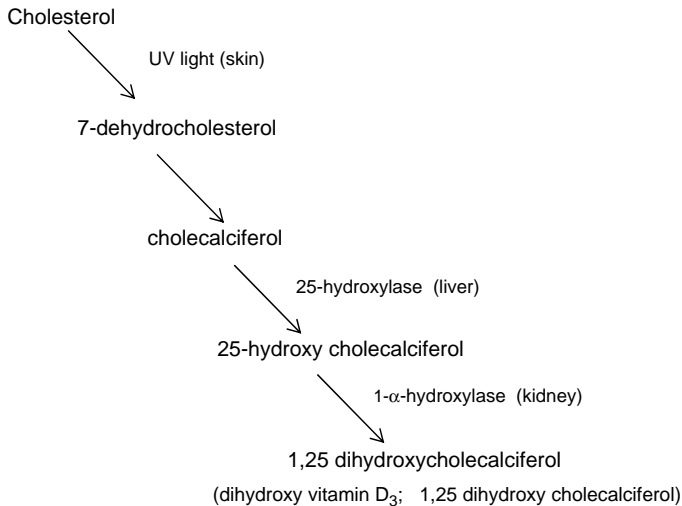 Cholesterol
UV light (skin)
7-dehydrocholesterol
cholecalciferol
25-hydroxylase (liver)
25-hydroxy cholecalciferol
1-α-hydroxylase (kidney)
1,25 dihydroxycholecalciferol
(dihydroxy vitamin D₃; 1,25 dihydroxy cholecalciferol)